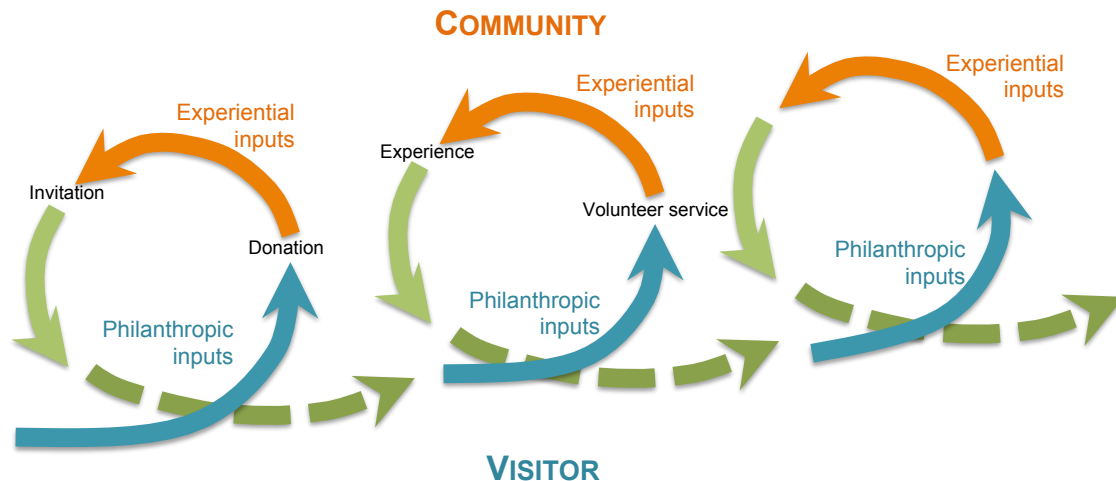 COMMUNITY
Experiential
inputs
Invitation
Donation
Philanthropic
inputs
Experiential
inputs
Experience
Volunteer service
Philanthropic
inputs
Experiential
inputs
Philanthropic
inputs
VISITOR